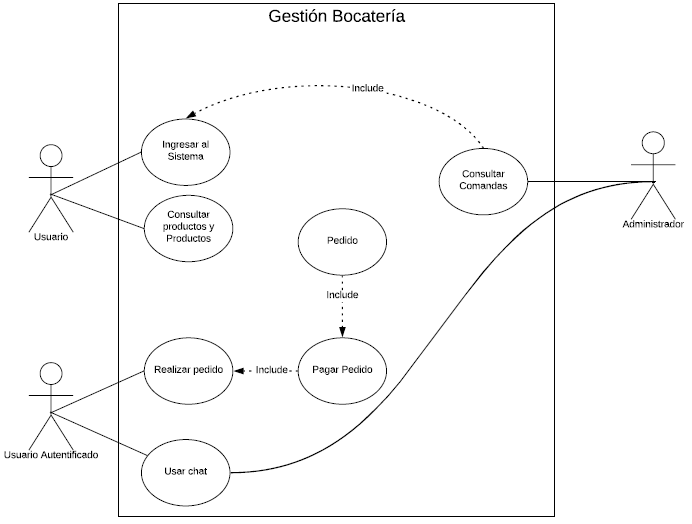 Gestión Bocatería
Include
Ingresar al
Sistema
Consultar
Comandas
Consultar
productos y
Productos
Usuario
Administrador
Pedido
Include
Realizar pedido
Include
Pagar Pedido
Usuario Autentificado
Usar chat